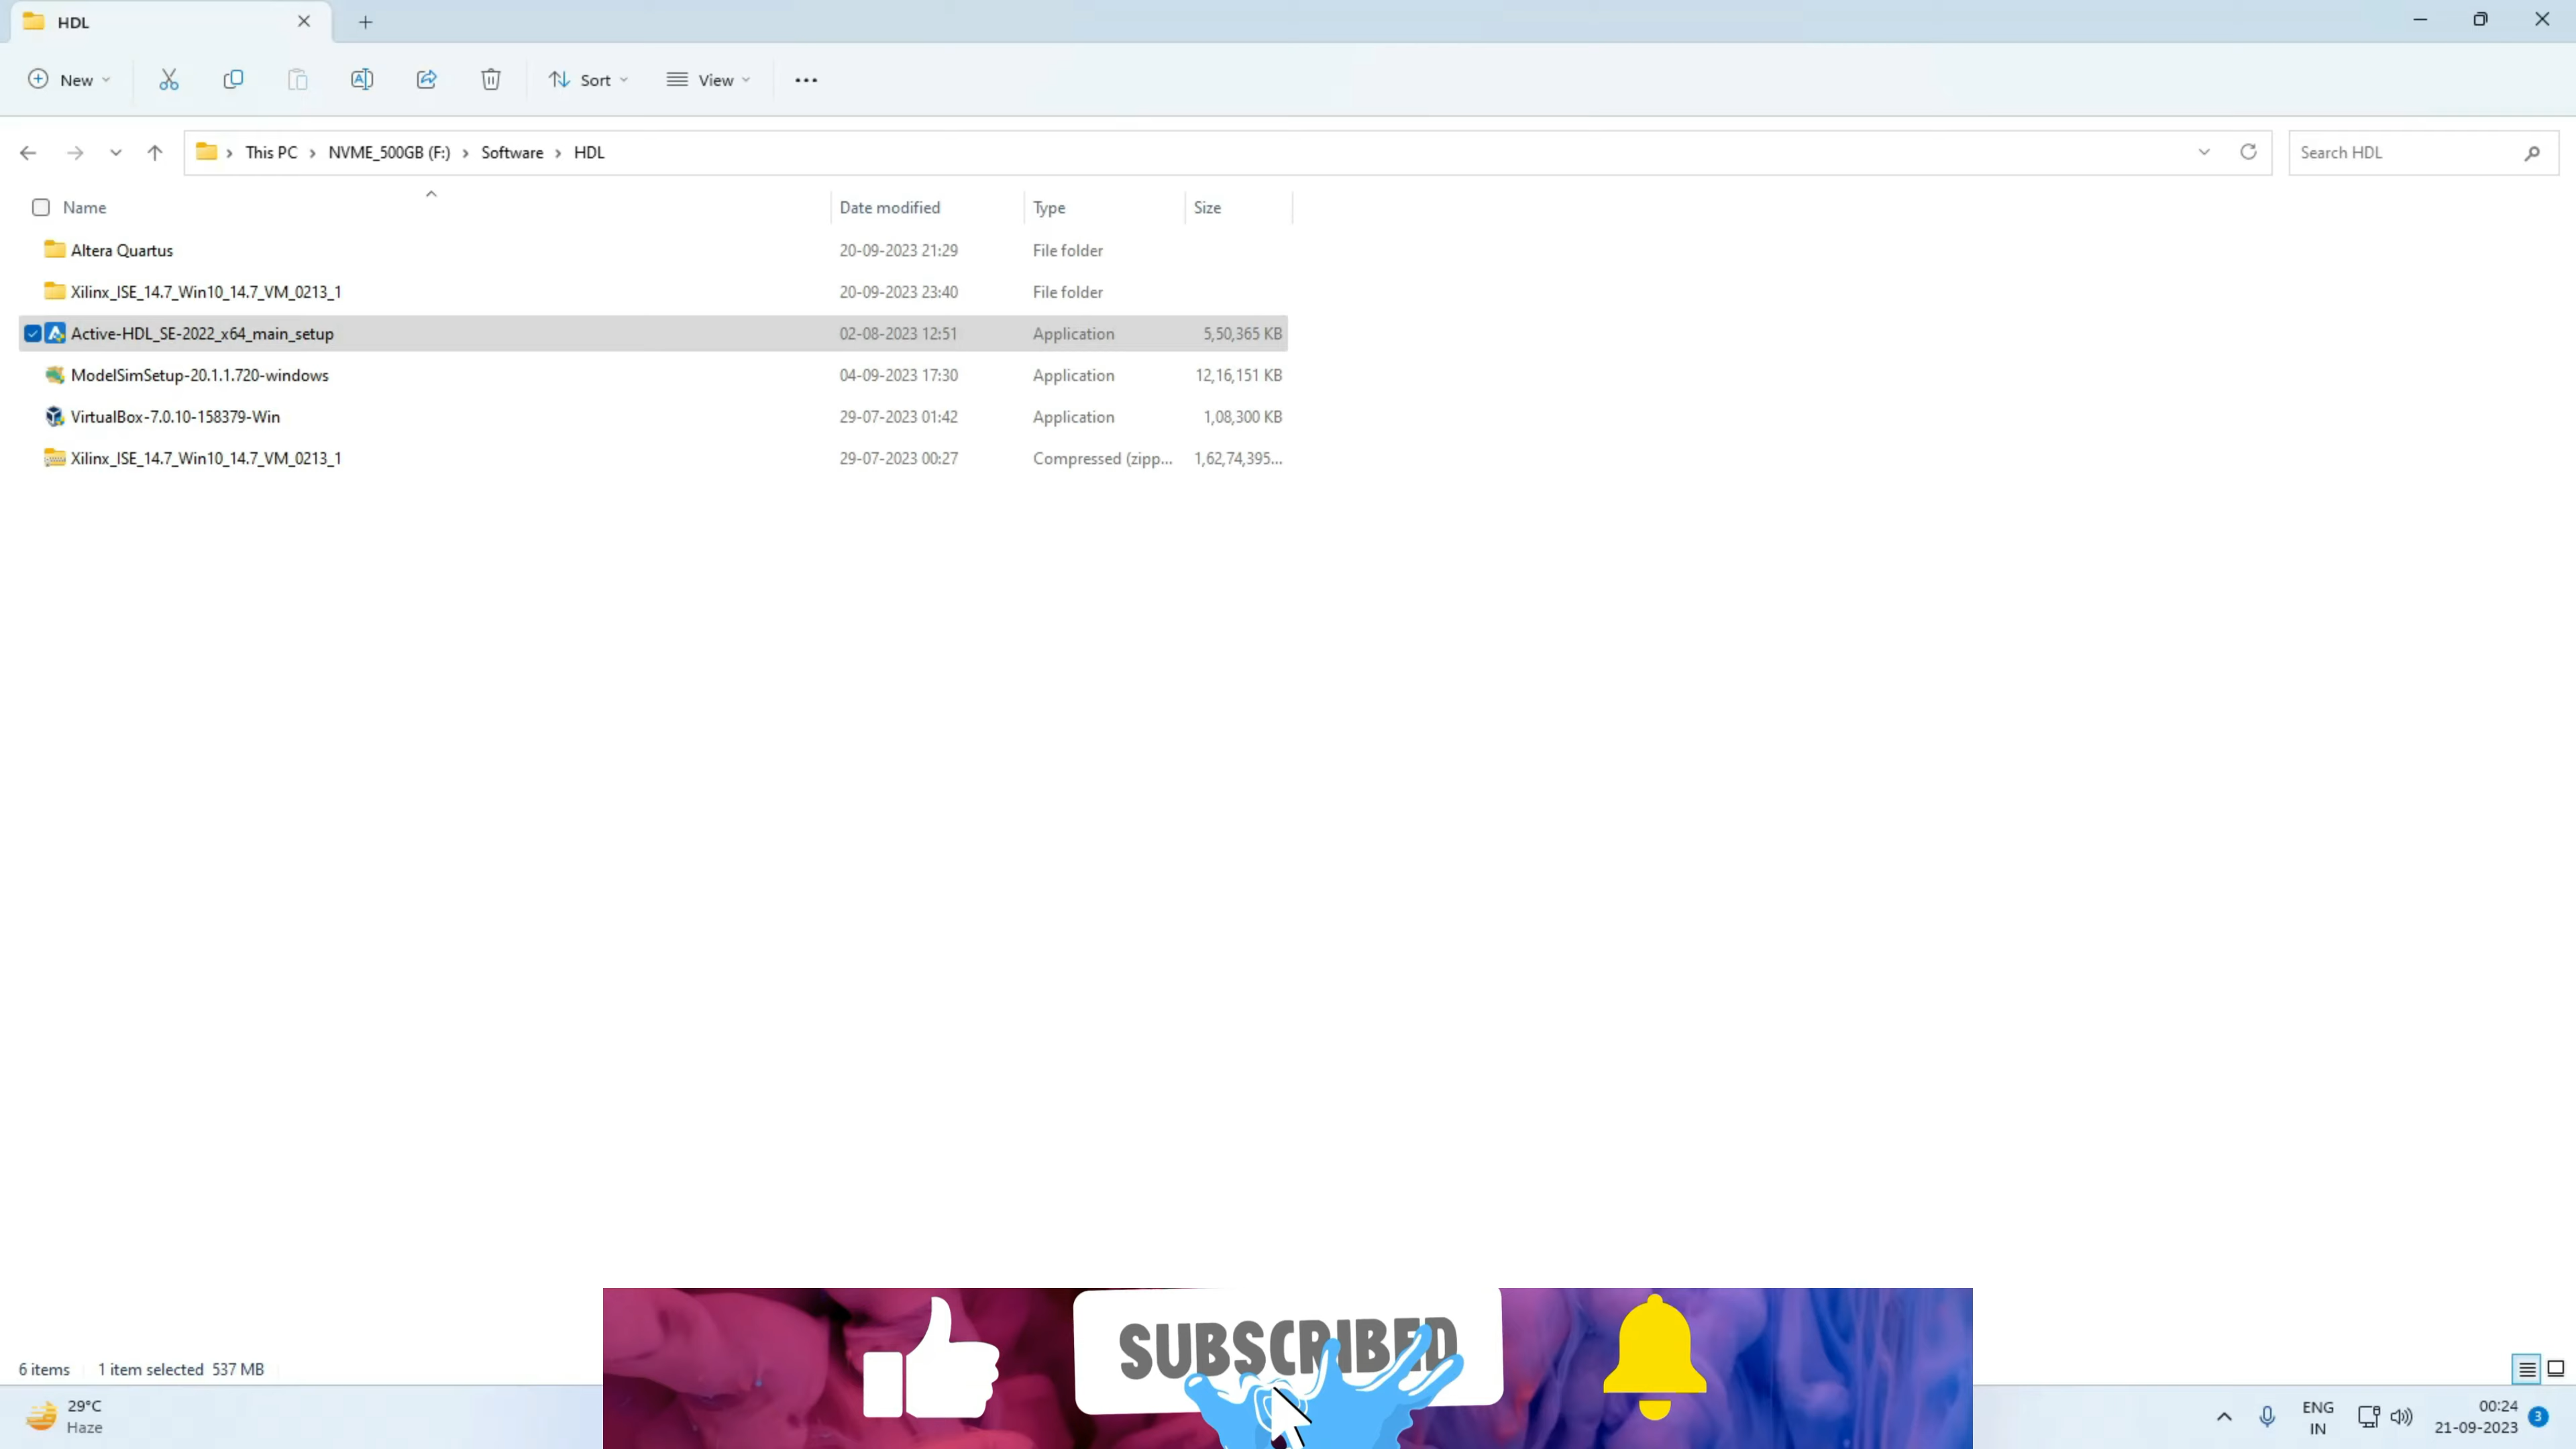 HDL
New
Sort
View
This PC
NVME_500GB (F:)
Software
HDL
Search HDL
Name
Date modified
Type
Size
Altera Quartus
20-09-2023 21:29
File folder
Xilinx_ISE_14.7_Win10_14.7_VM_0213_1
20-09-2023 23:40
File folder
Active-HDL_SE-2022_x64_main_setup
02-08-2023 12:51
Application
5,50,365 KB
ModelSimSetup-20.1.1.720-windows
04-09-2023 17:30
Application
12,16,151 KB
VirtualBox-7.0.10-158379-Win
29-07-2023 01:42
Application
1,08,300 KB
Xilinx_ISE_14.7_Win10_14.7_VM_0213_1
29-07-2023 00:27
Compressed (zipp...
1,62,74,395...
SUBSCRIBED
6 items
1 item selected 537 MB
29°C
Haze
ENG
IN
00:24
21-09-2023
3